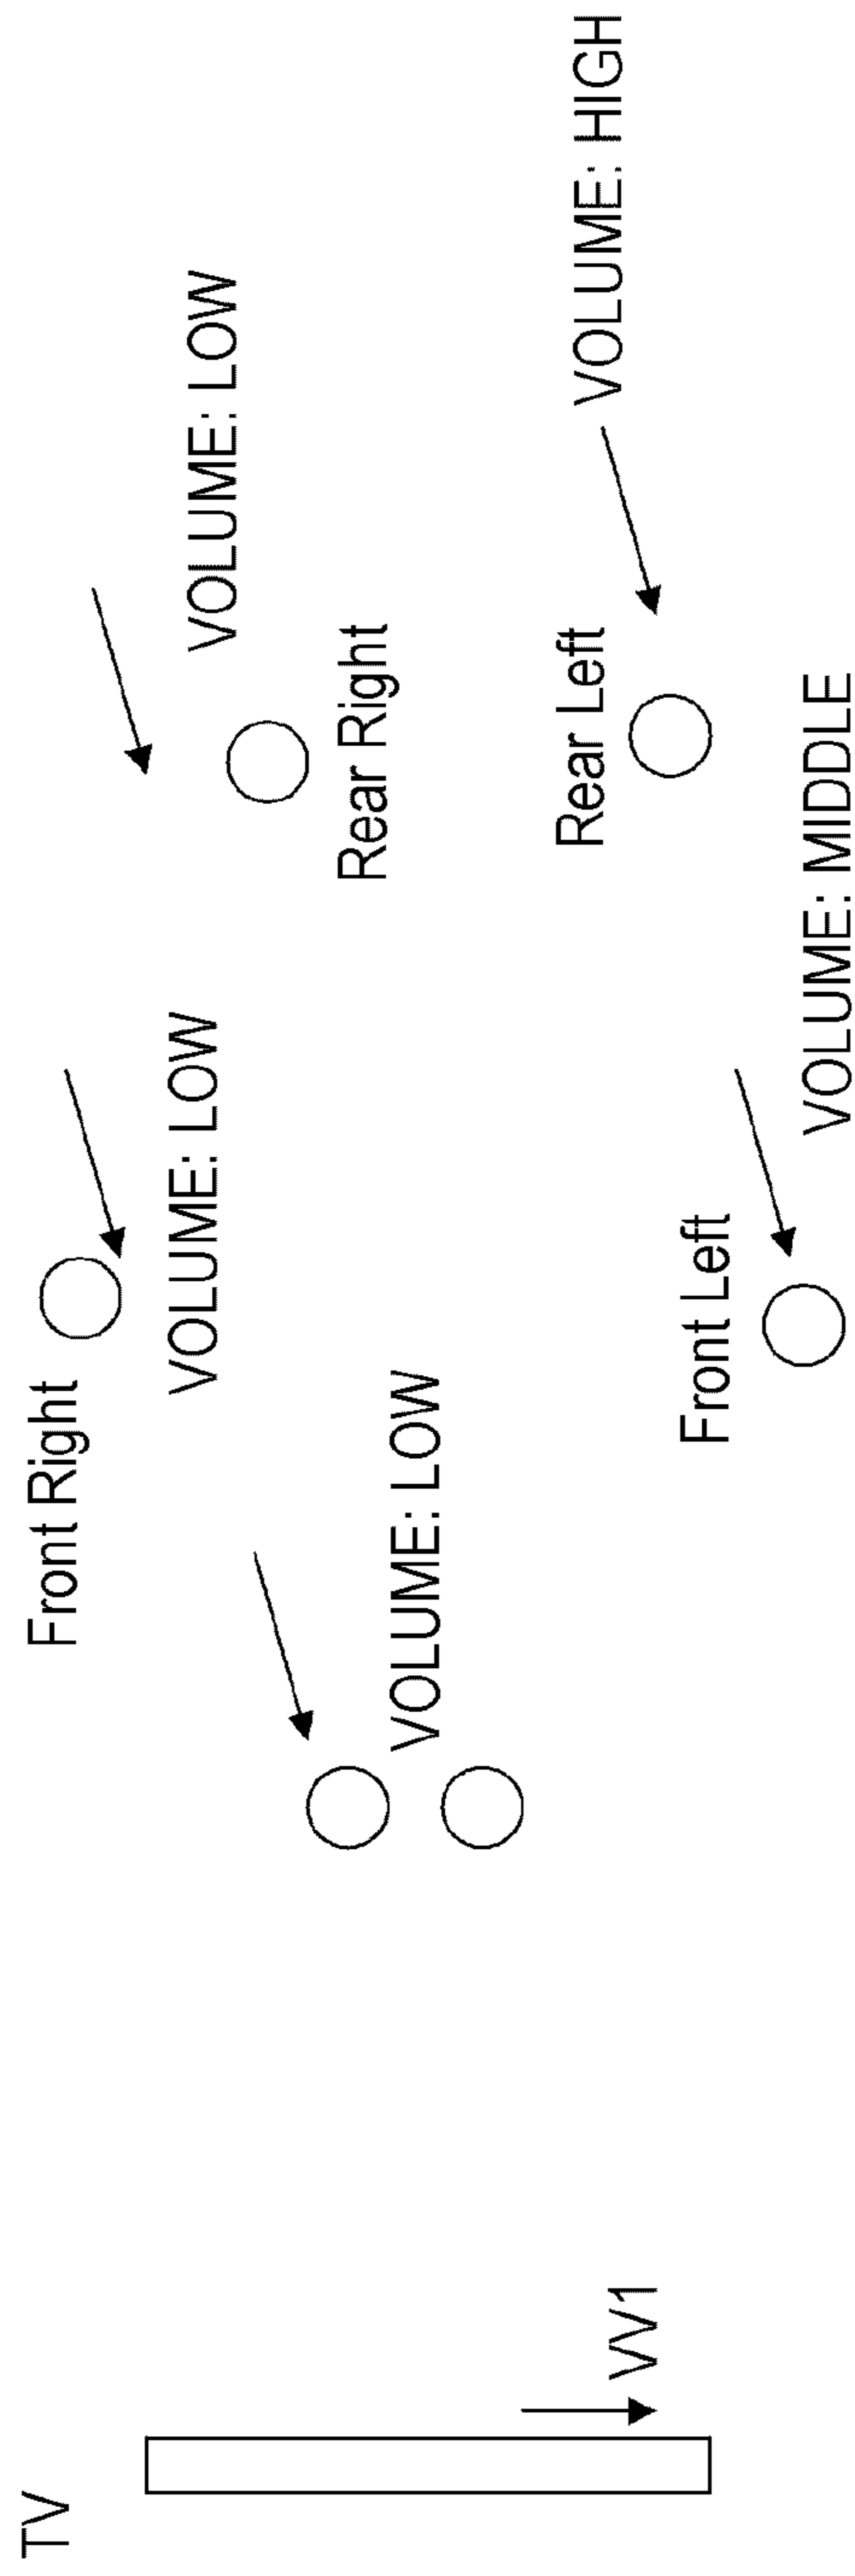 TV
Front Right
VOLUME: LOW
VOLUME: LOW
Rear Right
VOLUME: LOW
Rear Left
VOLUME: HIGH
VV1
Front Left
VOLUME: MIDDLE